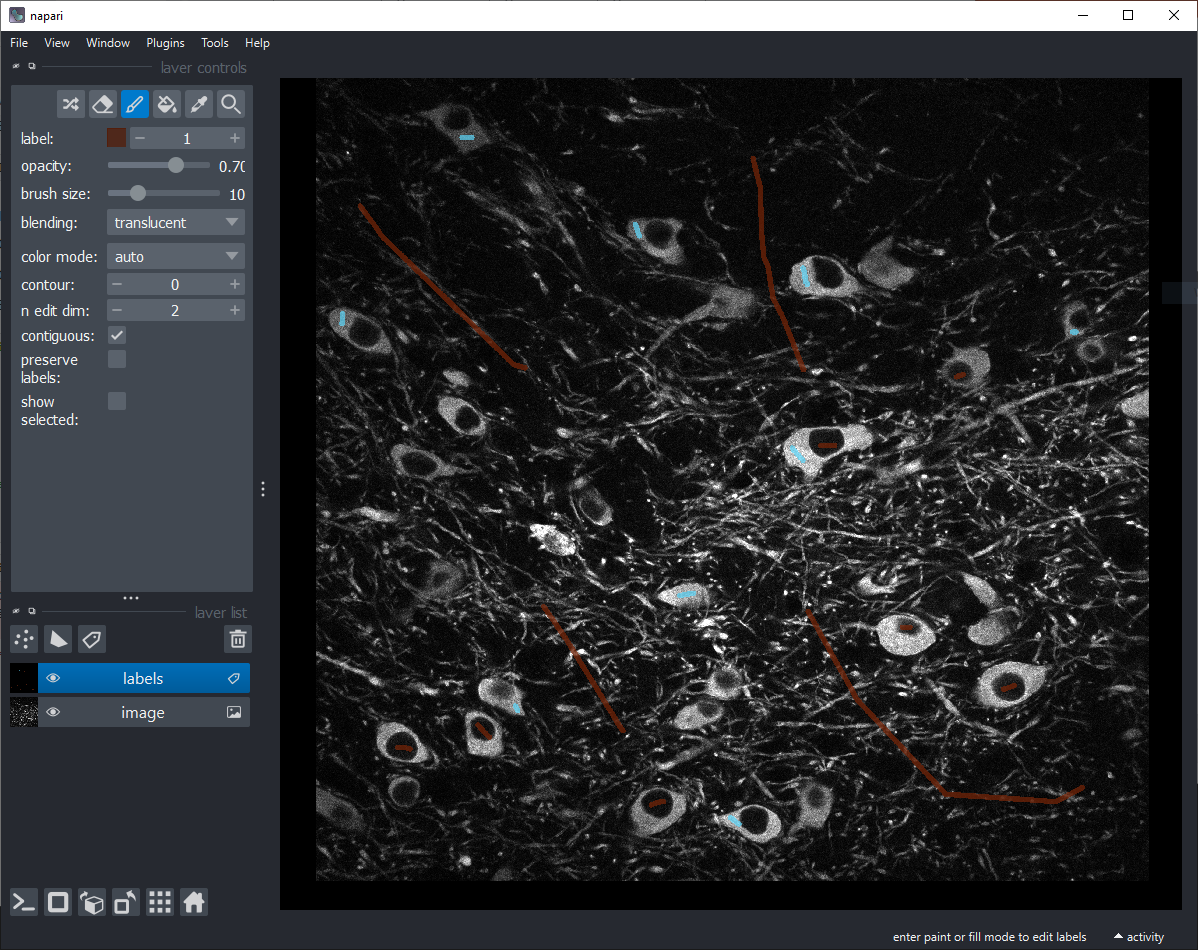 napari
File View Window Plugins Tools Help
layer controls
label: 1
opacity: 0.70
brush size: 10
blending: translucent
color mode: auto
contour: 0
n edit dim: 2
contiguous:
preserve
labels:
show
selected:
layer list
labels
image
enter paint or fill mode to edit labels activity